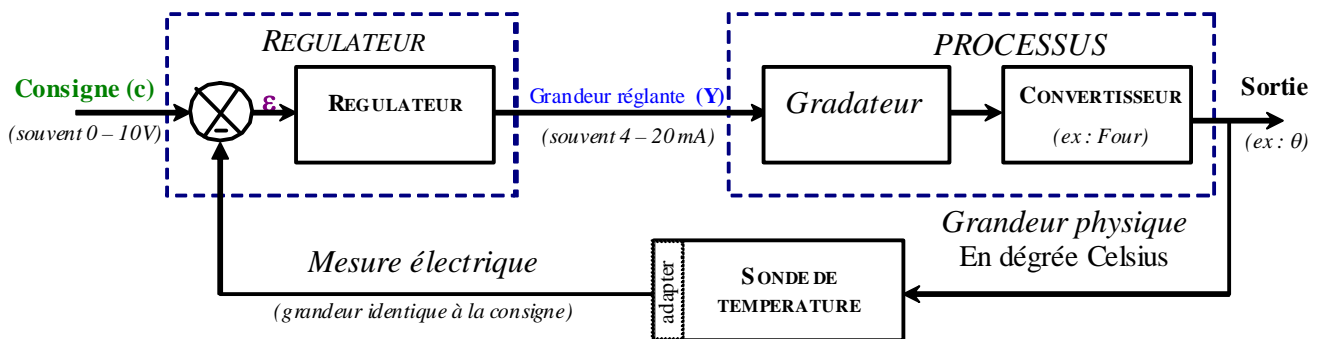 REGULATEUR
PROCESSUS
Consigne (c)
(souvent 0 – 10V)
-
ε
REGULATEUR
Grandeur réglante (Y)
(souvent 4 – 20 mA)
Gradateur
CONVERTISSEUR
(ex : Four)
Sortie
(ex : θ)
Grandeur physique
En dégrée Celsius
Mesure électrique
(grandeur identique à la consigne)
adapter
SONDE DE
TEMPERATURE